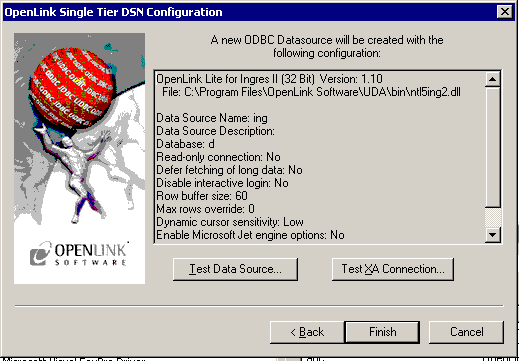 OpenLink Single Tier DSN Configuration
A new ODBC Datasource will be created with the
following configuration:
OpenLink Lite for Ingres II (32 Bit) Version: 1.10
File: C:\Program Files\OpenLink Software\UDA\bin\ntl5ing2.dll
Data Source Name: ing
Data Source Description:
Database: d
Read-only connection: No
Defer fetching of long data: No
Disable interactive login: No
Row buffer size: 60
Max rows override: 0
Dynamic cursor sensitivity: Low
Enable Microsoft Jet engine options: No
OPENLINK
SOFTWARE
Test Data Source... Test XA Connection...
< Back Finish Cancel